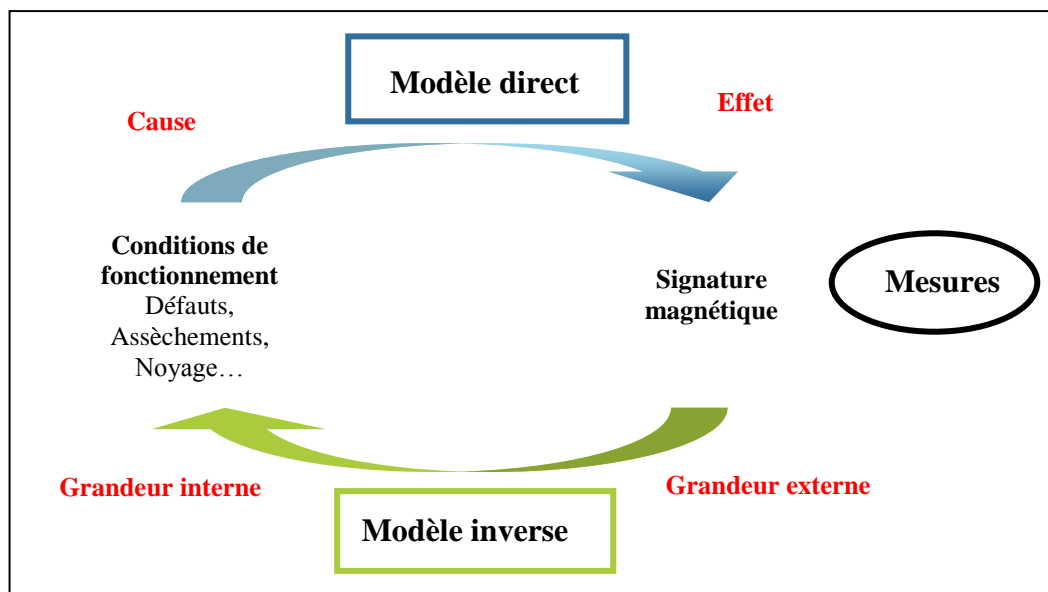 Modèle direct
Cause
Effet
Conditions de
fonctionnement
Défauts,
Assèchements,
Noyage…
Signature
magnétique
Mesures
Grandeur interne
Grandeur externe
Modèle inverse